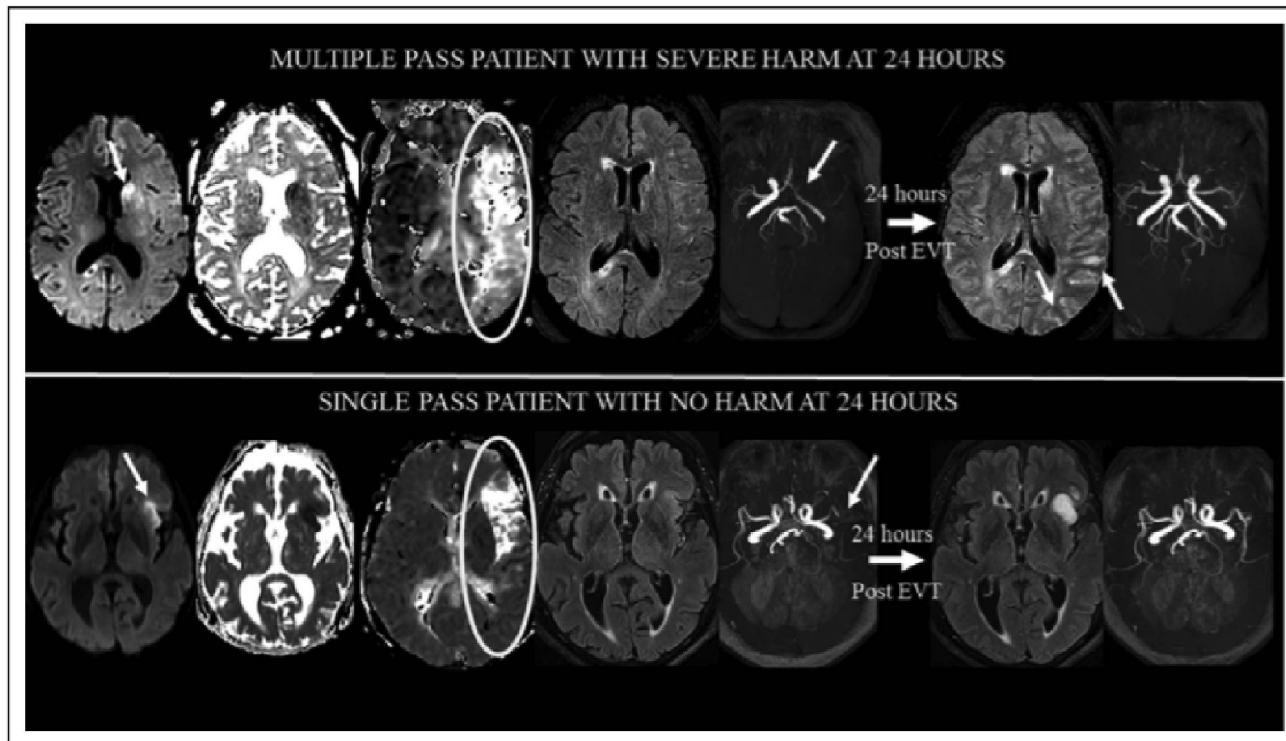 MULTIPLE PASS PATIENT WITH SEVERE HARM AT 24 HOURS
24 hours
Post EVT
SINGLE PASS PATIENT WITH NO HARM AT 24 HOURS
24 hours
Post EVT